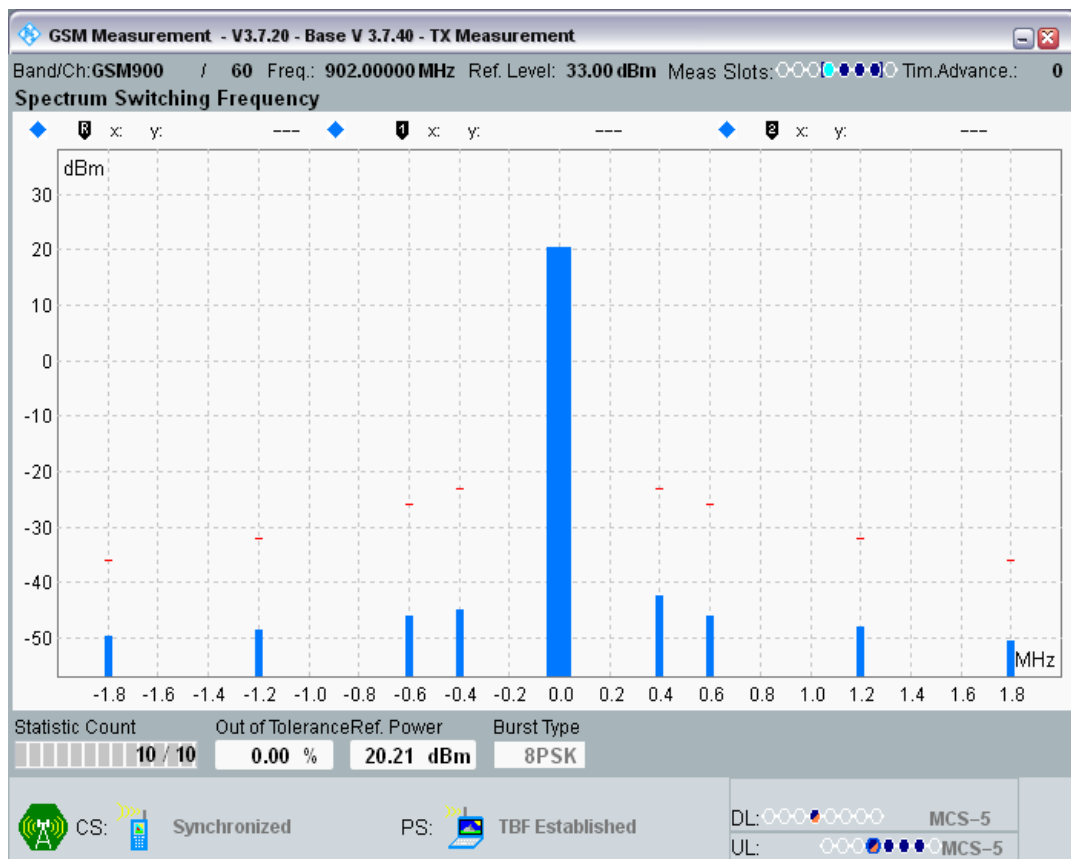 GSM Measurement - V3.7.20 - Base V 3.7.40 - TX Measurement
Band/Ch:GSM900 / 60 Freq.: 902.00000 MHz Ref. Level: 33.00 dBm Meas Slots: Tim.Advance.: 0
Spectrum Switching Frequency
R x: y: --- 1 x: y: --- 2 x: y: ---
dBm
30
20
10
0
-10
-20
-30
-40
-50
MHz
-1.8 -1.6 -1.4 -1.2 -1.0 -0.8 -0.6 -0.4 -0.2 0.0 0.2 0.4 0.6 0.8 1.0 1.2 1.4 1.6 1.8
Statistic Count Out of Tolerance Ref. Power Burst Type
10 / 10 0.00 % 20.21 dBm 8PSK
CS: Synchronized PS: TBF Established
DL: MCS-5
UL: MCS-5